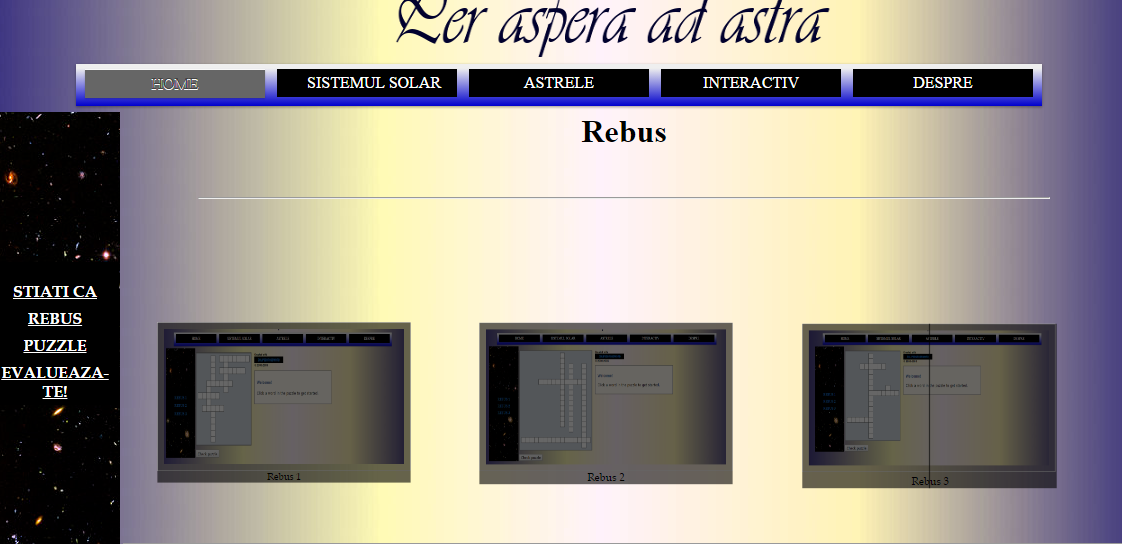 Per aspera ad astra
HOME SISTEMUL SOLAR ASTRELE INTERACTIV DESPRE
Rebus
STIATI CA
REBUS
PUZZLE
EVALUEAZA-
TE!
Rebus 1 Rebus 2 Rebus 3